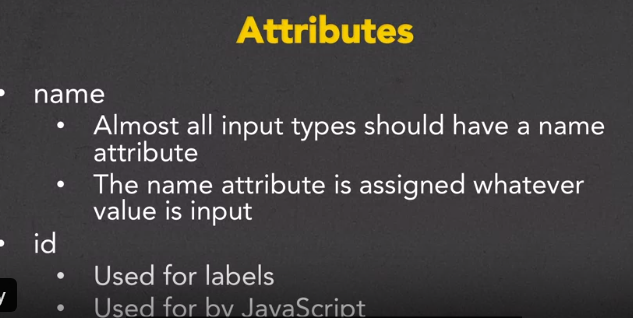 Attributes
• name
• Almost all input types should have a name
attribute
• The name attribute is assigned whatever
value is input
• id
• Used for labels
• Used for by JavaScript
y